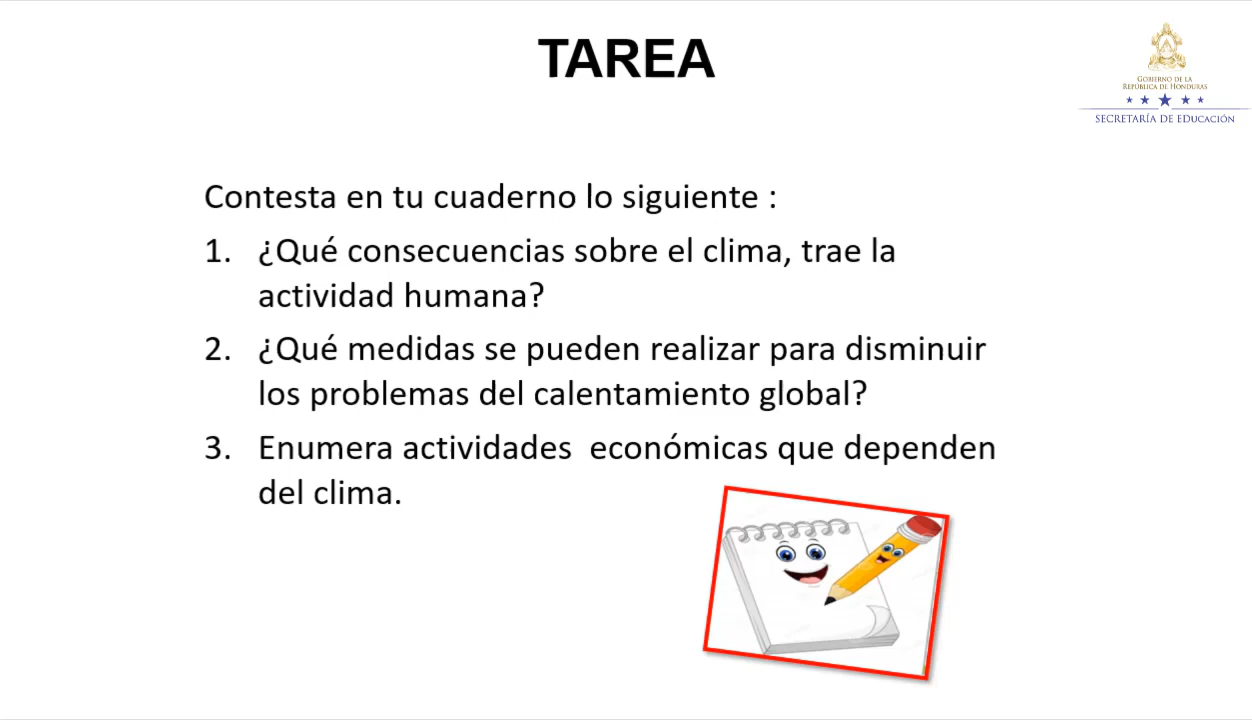 TAREA
GOBIERNO DE LA
REPÚBLICA DE HONDURAS
SECRETARÍA DE EDUCACIÓN
Contesta en tu cuaderno lo siguiente :
1. ¿Qué consecuencias sobre el clima, trae la
actividad humana?
2. ¿Qué medidas se pueden realizar para disminuir
los problemas del calentamiento global?
3. Enumera actividades  económicas que dependen
del clima.